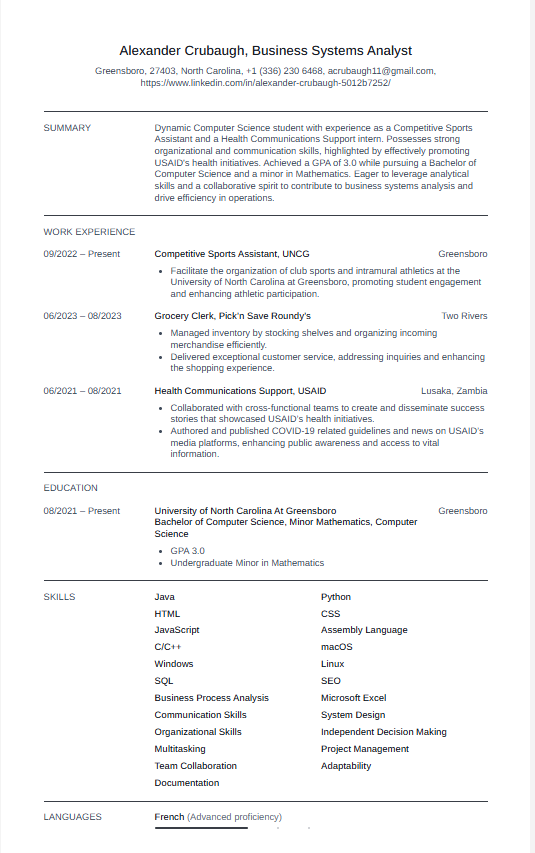 Alexander Crubaugh, Business Systems Analyst
Greensboro, 27403, North Carolina, +1 (336) 230 6468, acrubaugh11@gmail.com,
https://www.linkedin.com/in/alexander-crubaugh-5012b7252/
SUMMARY
Dynamic Computer Science student with experience as a Competitive Sports
Assistant and a Health Communications Support intern. Possesses strong
organizational and communication skills, highlighted by effectively promoting
USAID's health initiatives. Achieved a GPA of 3.0 while pursuing a Bachelor of
Computer Science and a minor in Mathematics. Eager to leverage analytical
skills and a collaborative spirit to contribute to business systems analysis and
drive efficiency in operations.
WORK EXPERIENCE
09/2022 – Present Competitive Sports Assistant, UNCG Greensboro
• Facilitate the organization of club sports and intramural athletics at the
University of North Carolina at Greensboro, promoting student engagement
and enhancing athletic participation.
06/2023 – 08/2023 Grocery Clerk, Pick'n Save Roundy's Two Rivers
• Managed inventory by stocking shelves and organizing incoming
merchandise efficiently.
• Delivered exceptional customer service, addressing inquiries and enhancing
the shopping experience.
06/2021 – 08/2021 Health Communications Support, USAID Lusaka, Zambia
• Collaborated with cross-functional teams to create and disseminate success
stories that showcased USAID's health initiatives.
• Authored and published COVID-19 related guidelines and news on USAID's
media platforms, enhancing public awareness and access to vital
information.
EDUCATION
08/2021 – Present University of North Carolina At Greensboro Greensboro
Bachelor of Computer Science, Minor Mathematics, Computer
Science
• GPA 3.0
• Undergraduate Minor in Mathematics
SKILLS
Java Python
HTML CSS
JavaScript Assembly Language
C/C++ macOS
Windows Linux
SQL SEO
Business Process Analysis Microsoft Excel
Communication Skills System Design
Organizational Skills Independent Decision Making
Multitasking Project Management
Team Collaboration Adaptability
Documentation
LANGUAGES
French (Advanced proficiency)